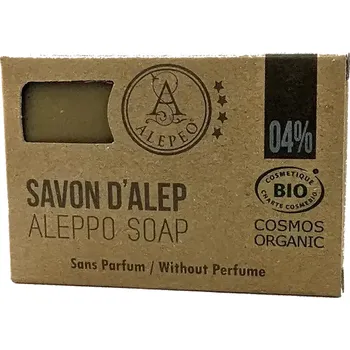 A
ALEPEO
04%
COSMETIQUE
BIO
CHARTE COSMEBIO
SAVON D'ALEP
ALEPPO SOAP
COSMOS
ORGANIC
Sans Parfum / Without Perfume